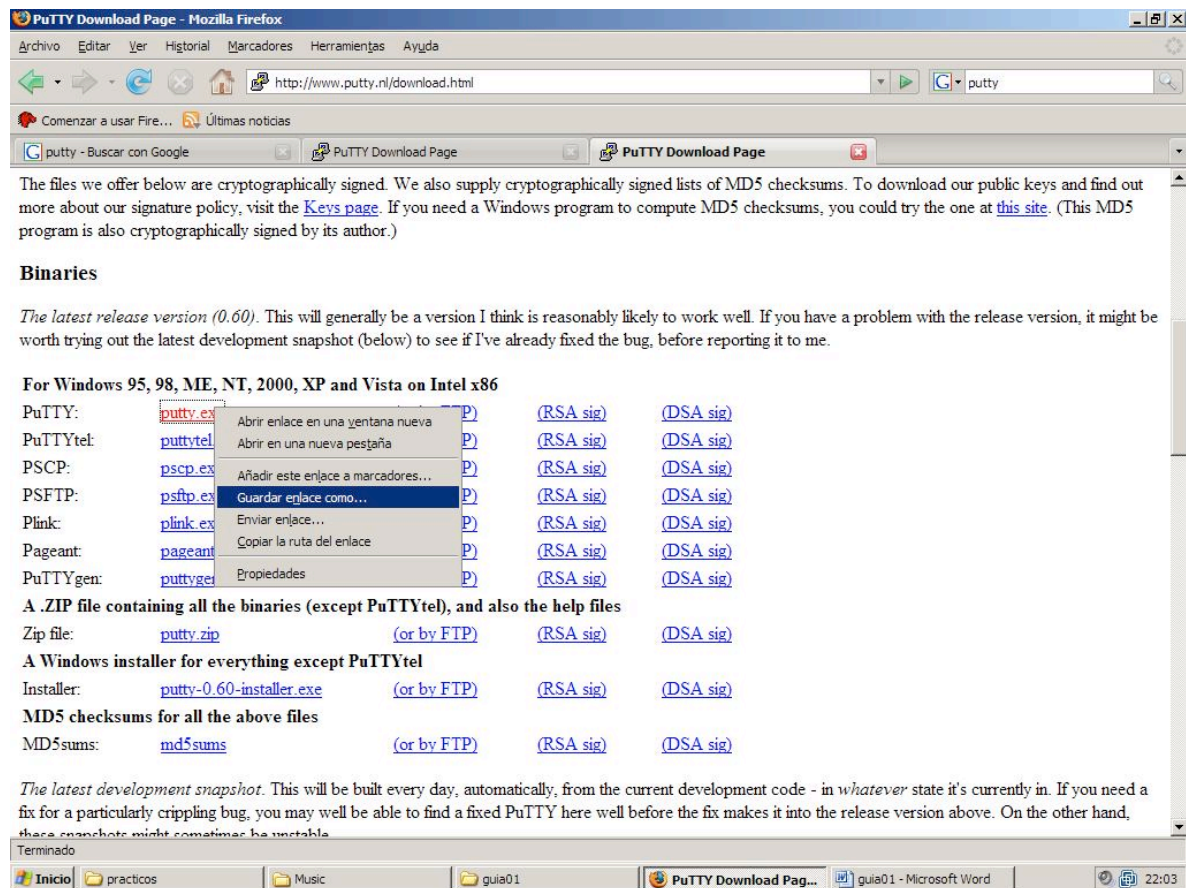 PuTTY Download Page - Mozilla Firefox
Archivo Editar Ver Historial Marcadores Herramientas Ayuda
http://www.putty.nl/download.html putty
Comenzar a usar Fire... Últimas noticias
putty - Buscar con Google PuTTY Download Page PuTTY Download Page
The files we offer below are cryptographically signed. We also supply cryptographically signed lists of MD5 checksums. To download our public keys and find out
more about our signature policy, visit the Keys page. If you need a Windows program to compute MD5 checksums, you could try the one at this site. (This MD5
program is also cryptographically signed by its author.)
Binaries
The latest release version (0.60). This will generally be a version I think is reasonably likely to work well. If you have a problem with the release version, it might be
worth trying out the latest development snapshot (below) to see if I've already fixed the bug, before reporting it to me.
For Windows 95, 98, ME, NT, 2000, XP and Vista on Intel x86
PuTTY: putty.ex P) (RSA sig) (DSA sig)
PuTTYtel: puttytel. P) (RSA sig) (DSA sig)
PSCP: pscp.ex P) (RSA sig) (DSA sig)
PSFTP: psftp.ex P) (RSA sig) (DSA sig)
Plink: plink.ex P) (RSA sig) (DSA sig)
Pageant: pageant P) (RSA sig) (DSA sig)
PuTTYgen: puttygen P) (RSA sig) (DSA sig)
Abrir enlace en una ventana nueva
Abrir en una nueva pestaña
Añadir este enlace a marcadores...
Guardar enlace como...
Enviar enlace...
Copiar la ruta del enlace
Propiedades
A .ZIP file containing all the binaries (except PuTTYtel), and also the help files
Zip file: putty.zip (or by FTP) (RSA sig) (DSA sig)
A Windows installer for everything except PuTTYtel
Installer: putty-0.60-installer.exe (or by FTP) (RSA sig) (DSA sig)
MD5 checksums for all the above files
MD5sums: md5sums (or by FTP) (RSA sig) (DSA sig)
The latest development snapshot. This will be built every day, automatically, from the current development code - in whatever state it's currently in. If you need a
fix for a particularly crippling bug, you may well be able to find a fixed PuTTY here well before the fix makes it into the release version above. On the other hand,
these snapshots might sometimes be unstable.
Terminado
Inicio practicos Music guia01 PuTTY Download Pag... guia01 - Microsoft Word 22:03